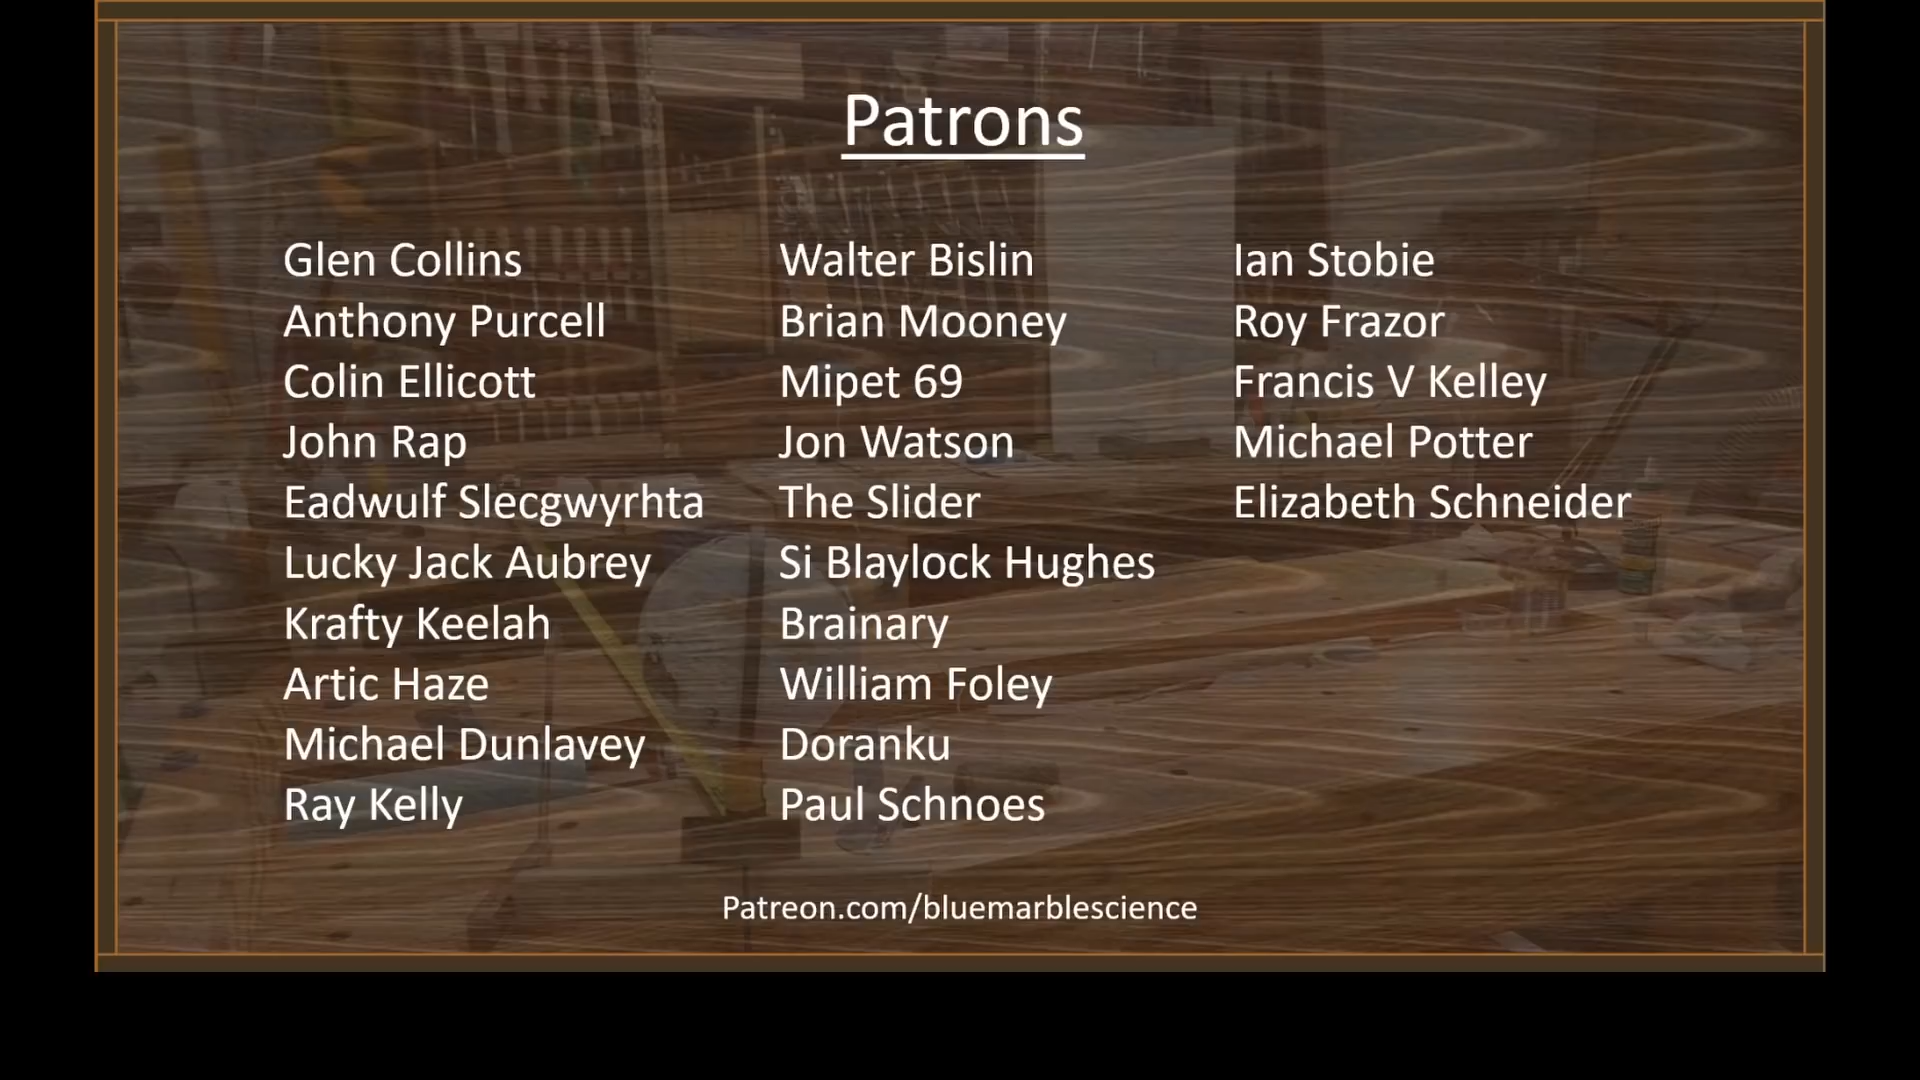 Patrons
Glen Collins
Anthony Purcell
Colin Ellicott
John Rap
Eadwulf Slecgwyrhta
Lucky Jack Aubrey
Krafty Keelah
Artic Haze
Michael Dunlavey
Ray Kelly
Walter Bislin
Brian Mooney
Mipet 69
Jon Watson
The Slider
Si Blaylock Hughes
Brainary
William Foley
Doranku
Paul Schnoes
Ian Stobie
Roy Frazor
Francis V Kelley
Michael Potter
Elizabeth Schneider
Patreon.com/bluemarblescience